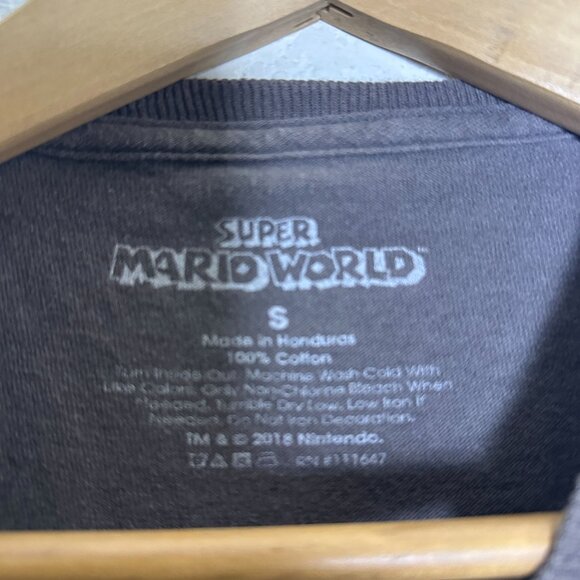 SUPER
MARIO WORLD™
S
Made in Honduras
100% Cotton
Turn Inside Out. Machine Wash Cold With
Like Colors. Only Non-Chlorine Bleach When
Needed. Tumble Dry Low. Low Iron If
Needed. Do Not Iron Decoration.
TM & © 2018 Nintendo.
RN #111647